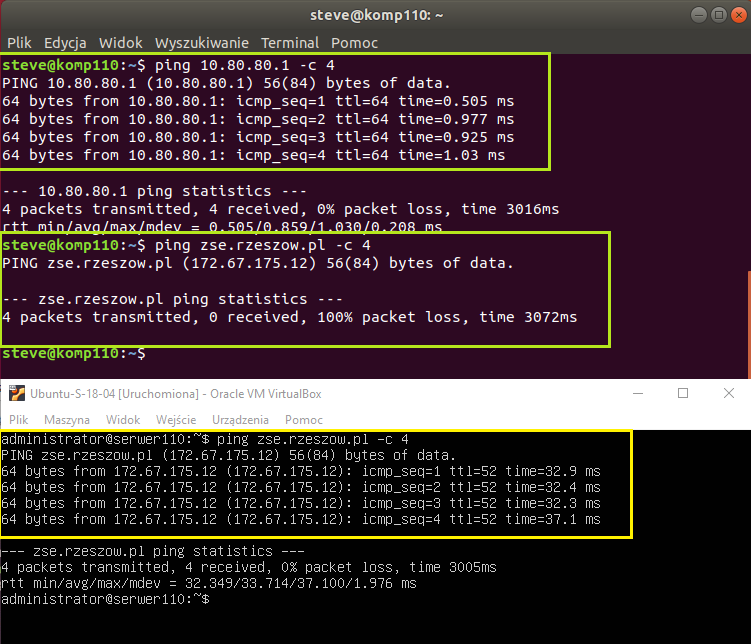 steve@komp110: ~
Plik Edycja Widok Wyszukiwanie Terminal Pomoc
steve@komp110:~$ ping 10.80.80.1 -c 4
PING 10.80.80.1 (10.80.80.1) 56(84) bytes of data.
64 bytes from 10.80.80.1: icmp_seq=1 ttl=64 time=0.505 ms
64 bytes from 10.80.80.1: icmp_seq=2 ttl=64 time=0.977 ms
64 bytes from 10.80.80.1: icmp_seq=3 ttl=64 time=0.925 ms
64 bytes from 10.80.80.1: icmp_seq=4 ttl=64 time=1.03 ms
--- 10.80.80.1 ping statistics ---
4 packets transmitted, 4 received, 0% packet loss, time 3016ms
rtt min/avg/max/mdev = 0.505/0.859/1.030/0.208 ms
steve@komp110:~$ ping zse.rzeszow.pl -c 4
PING zse.rzeszow.pl (172.67.175.12) 56(84) bytes of data.
--- zse.rzeszow.pl ping statistics ---
4 packets transmitted, 0 received, 100% packet loss, time 3072ms
steve@komp110:~$
Ubuntu-S-18-04 [Uruchomiona] - Oracle VM VirtualBox
Plik Maszyna Widok Wejście Urządzenia Pomoc
administrator@serwer110:~$ ping zse.rzeszow.pl -c 4
PING zse.rzeszow.pl (172.67.175.12) 56(84) bytes of data.
64 bytes from 172.67.175.12 (172.67.175.12): icmp_seq=1 ttl=52 time=32.9 ms
64 bytes from 172.67.175.12 (172.67.175.12): icmp_seq=2 ttl=52 time=32.4 ms
64 bytes from 172.67.175.12 (172.67.175.12): icmp_seq=3 ttl=52 time=32.3 ms
64 bytes from 172.67.175.12 (172.67.175.12): icmp_seq=4 ttl=52 time=37.1 ms
--- zse.rzeszow.pl ping statistics ---
4 packets transmitted, 4 received, 0% packet loss, time 3005ms
rtt min/avg/max/mdev = 32.349/33.714/37.100/1.976 ms
administrator@serwer110:~$